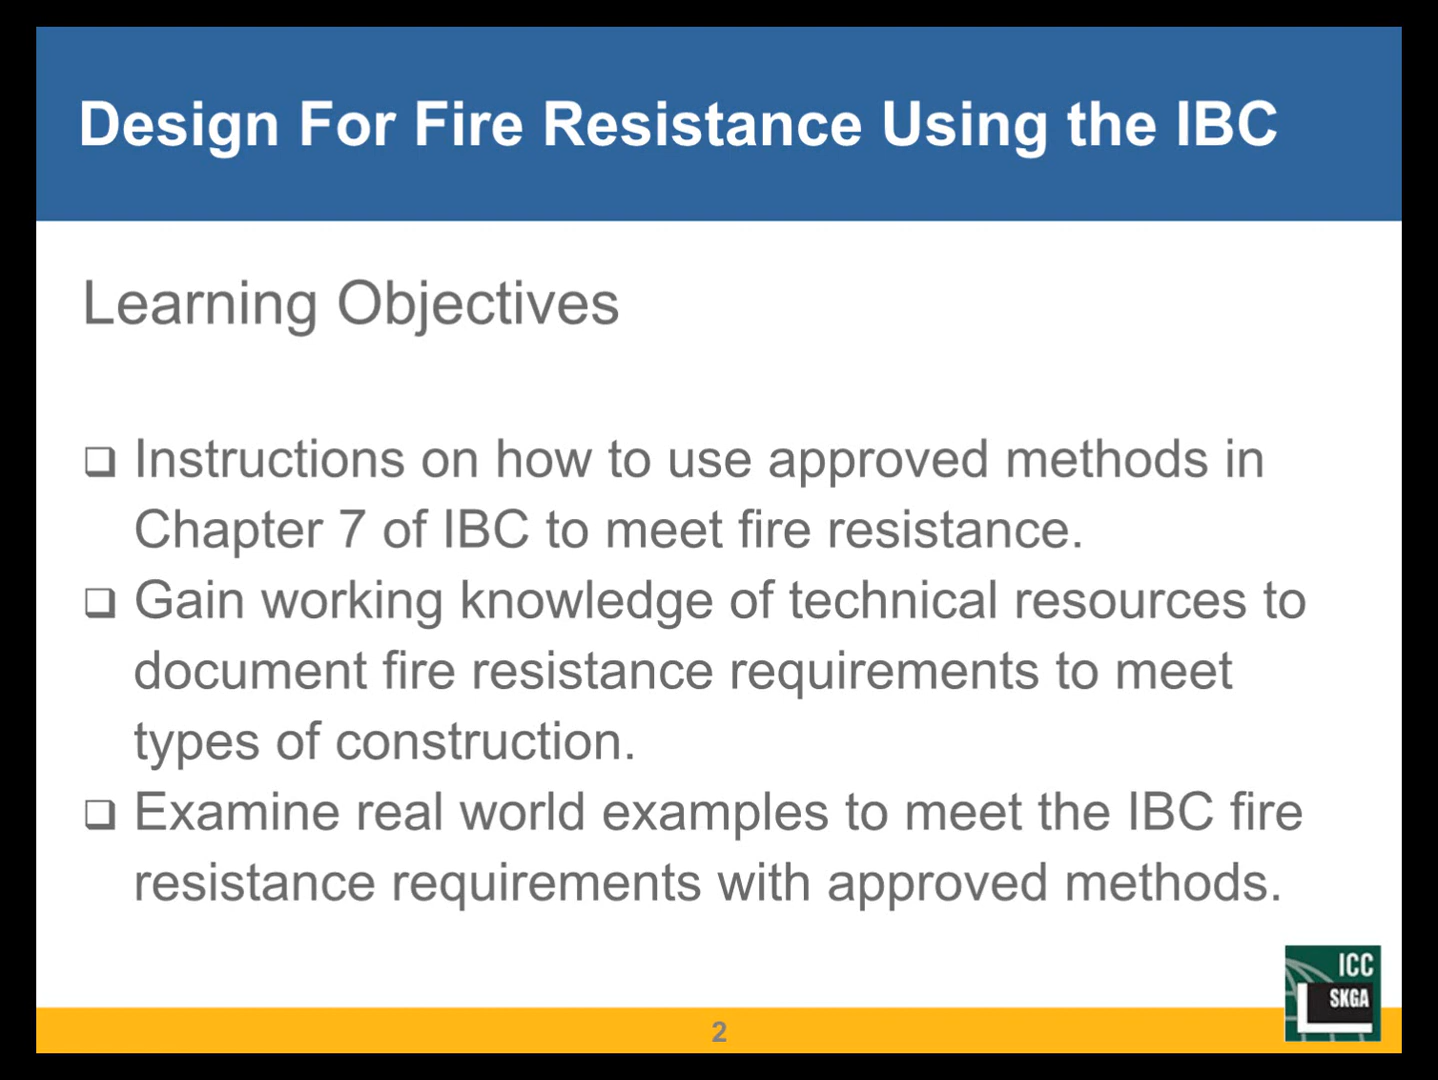 Design For Fire Resistance Using the IBC
Learning Objectives
❑ Instructions on how to use approved methods in
Chapter 7 of IBC to meet fire resistance.
❑ Gain working knowledge of technical resources to
document fire resistance requirements to meet
types of construction.
❑ Examine real world examples to meet the IBC fire
resistance requirements with approved methods.
ICC
SKGA
2